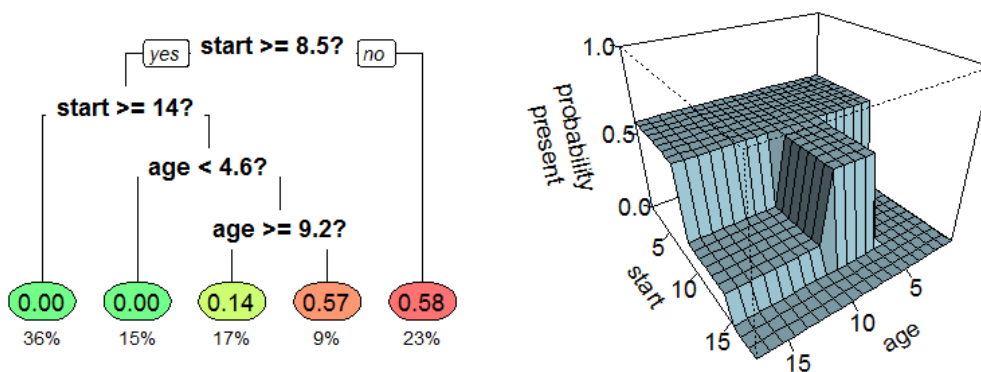 yes start >= 8.5? no
start >= 14?
age < 4.6?
age >= 9.2?
0.00 0.00 0.14 0.57 0.58
36% 15% 17% 9% 23%
1.0
0.5
0.0
probability
present
5
10
15
start
5
10
15
age